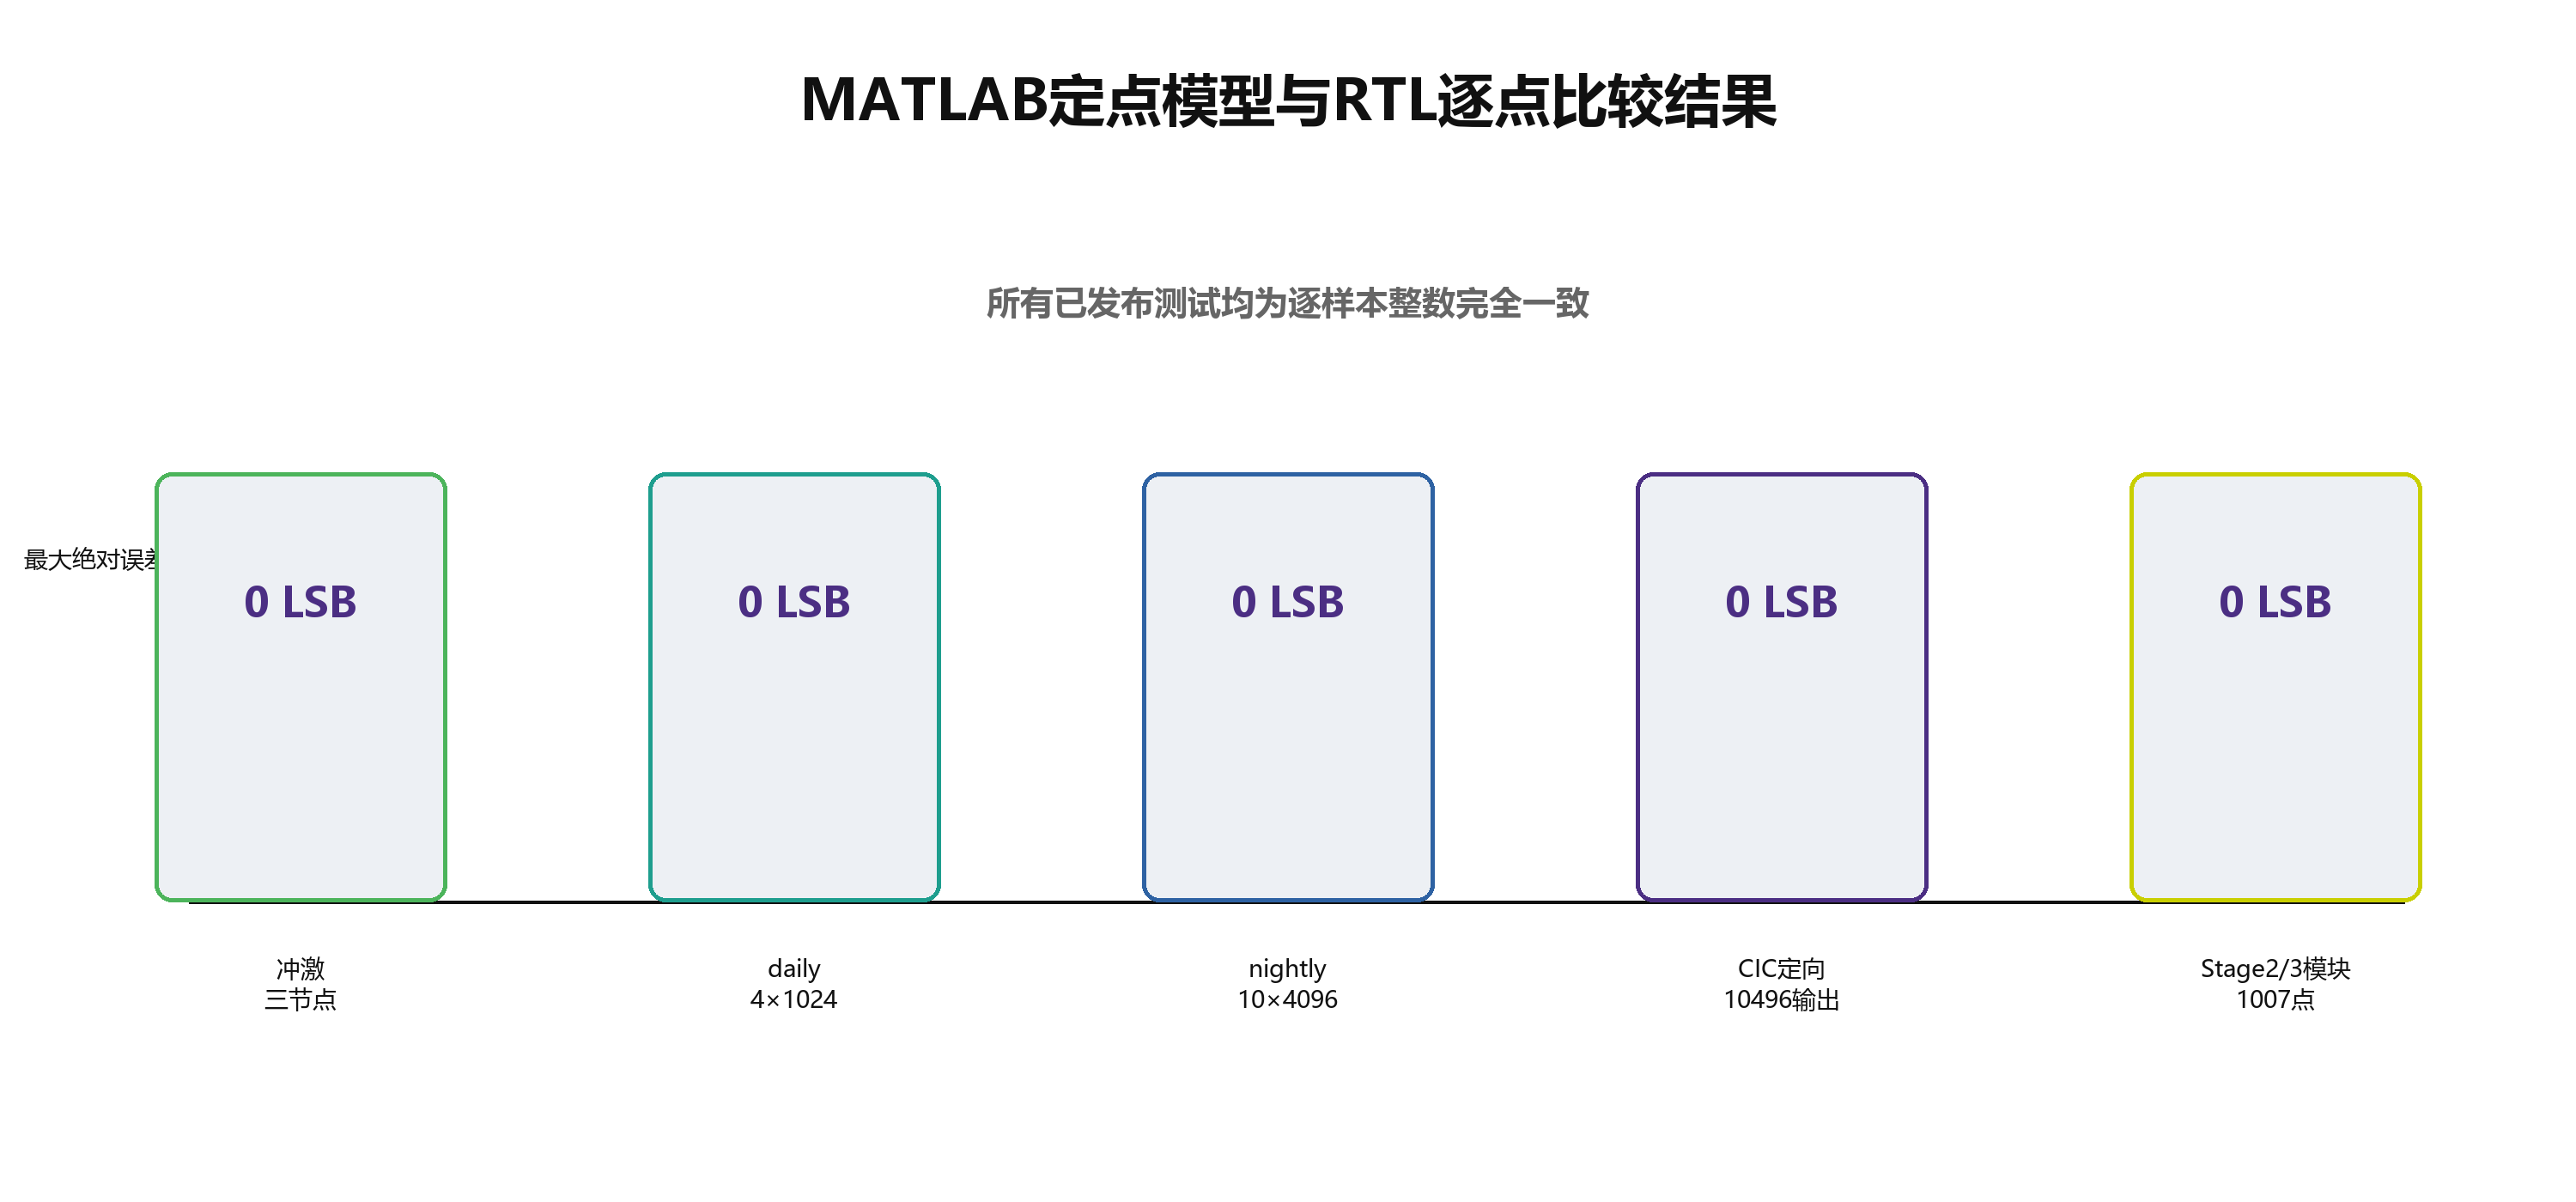 MATLAB定点模型与RTL逐点比较结果
所有已发布测试均为逐样本整数完全一致
最大绝对误差
0 LSB
0 LSB
0 LSB
0 LSB
0 LSB
冲激
三节点
daily
4×1024
nightly
10×4096
CIC定向
10496输出
Stage2/3模块
1007点